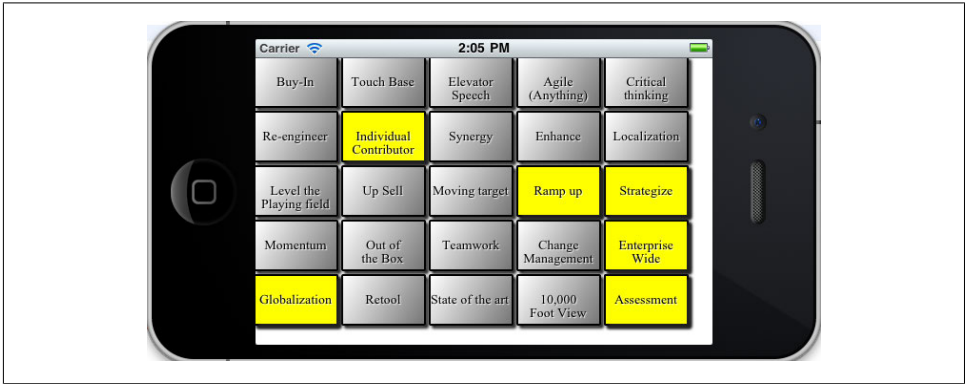 Carrier 2:05 PM
Buy-In
Touch Base
Elevator
Speech
Agile
(Anything)
Critical
thinking
Re-engineer
Individual
Contributor
Synergy
Enhance
Localization
Level the
Playing field
Up Sell
Moving target
Ramp up
Strategize
Momentum
Out of
the Box
Teamwork
Change
Management
Enterprise
Wide
Globalization
Retool
State of the art
10,000
Foot View
Assessment